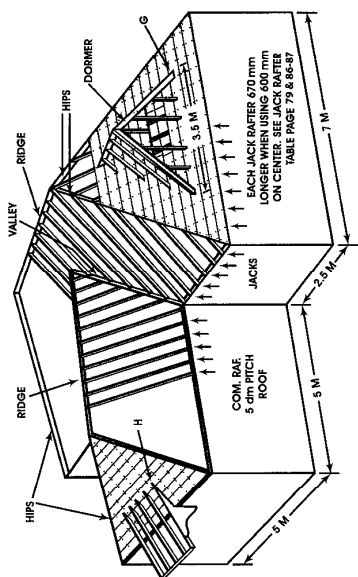 HIPS
RIDGE
VALLEY
RIDGE
HIPS
DORMER
G
H
3.5 M
COM. RAF.
5 dm PITCH
ROOF
JACKS
EACH JACK RAFTER 670 mm
LONGER WHEN USING 600 mm
ON CENTER. SEE JACK RAFTER
TABLE PAGE 79 & 86-87
5 M
5 M
2.5 M
7 M